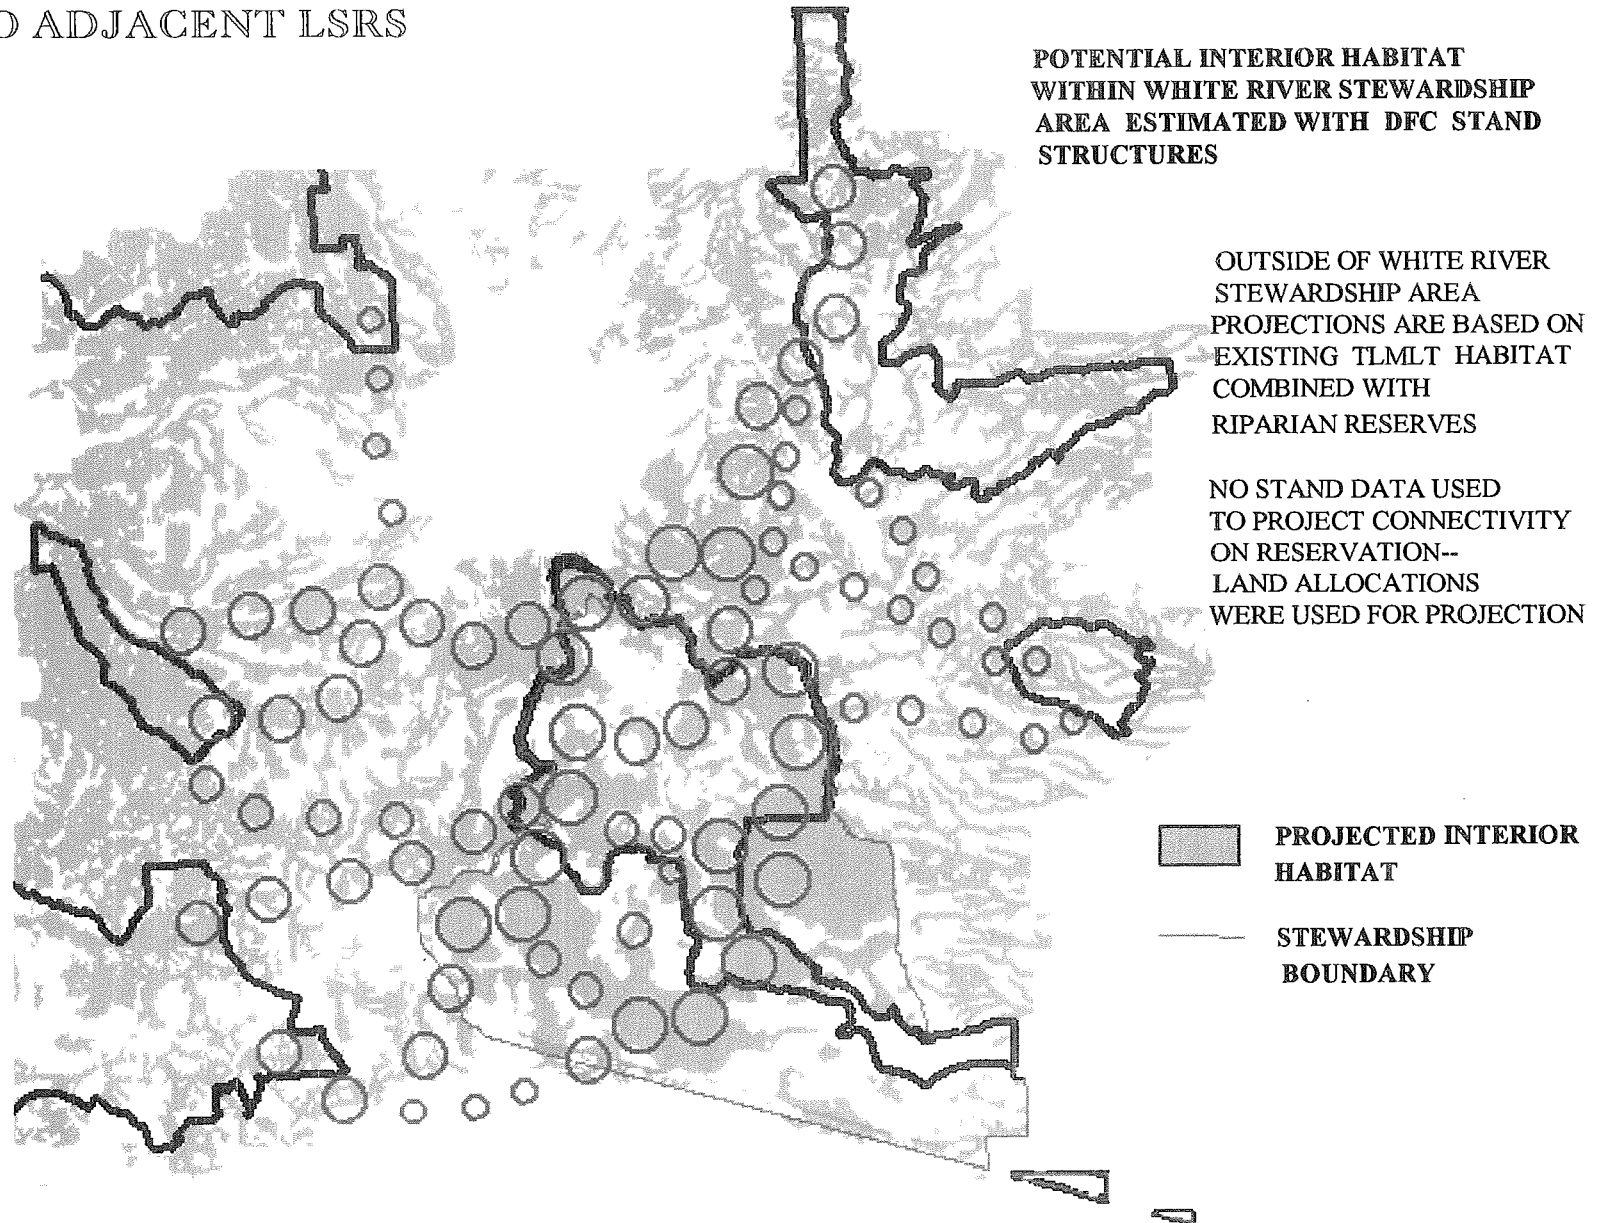 O ADJACENT LSRS
POTENTIAL INTERIOR HABITAT
WITHIN WHITE RIVER STEWARDSHIP
AREA ESTIMATED WITH DFC STAND
STRUCTURES
OUTSIDE OF WHITE RIVER
STEWARDSHIP AREA
PROJECTIONS ARE BASED ON
EXISTING TLMLT HABITAT
COMBINED WITH
RIPARIAN RESERVES
NO STAND DATA USED
TO PROJECT CONNECTIVITY
ON RESERVATION--
LAND ALLOCATIONS
WERE USED FOR PROJECTION
PROJECTED INTERIOR
HABITAT
STEWARDSHIP
BOUNDARY